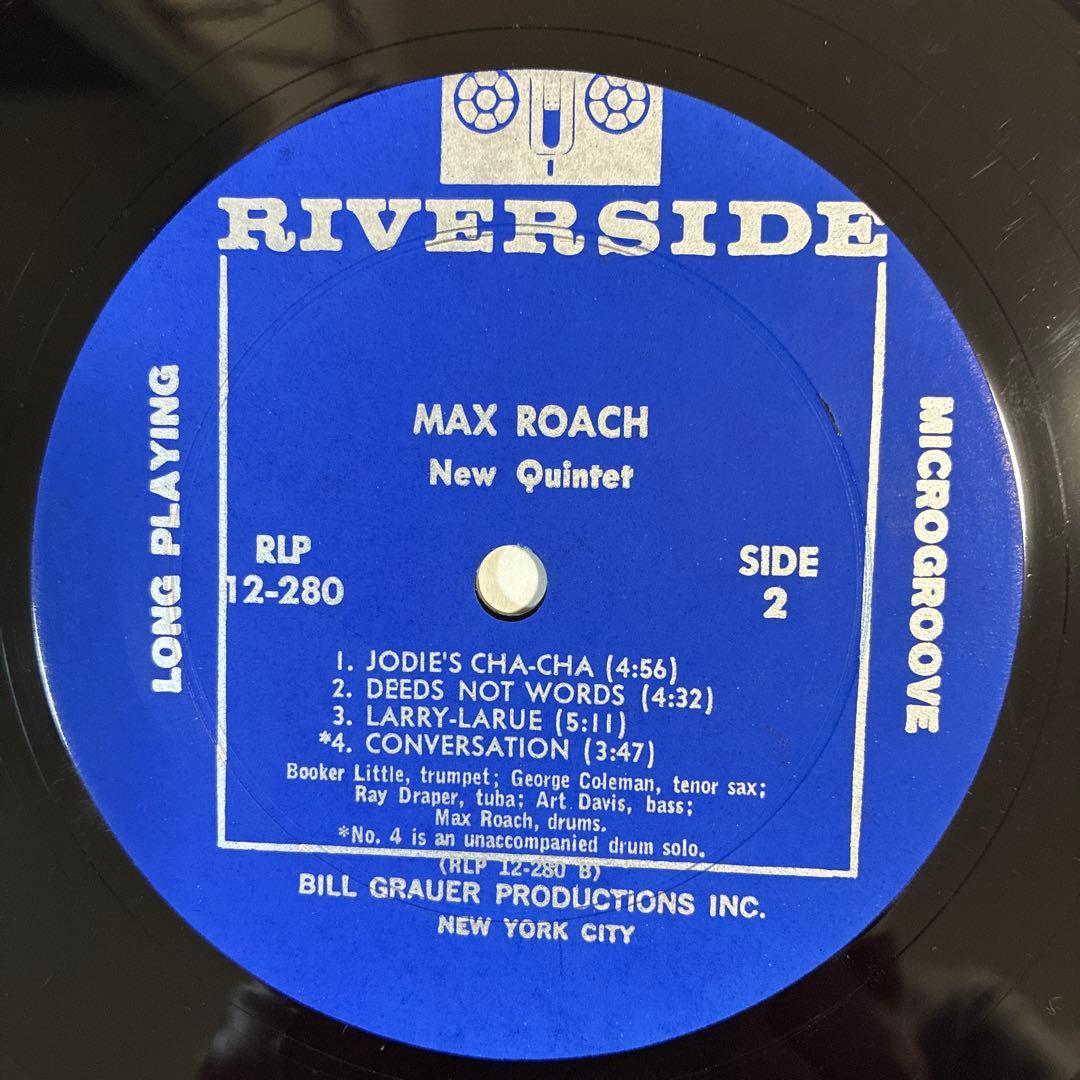 RIVERSIDE
LONG PLAYING
MICROGROOVE
MAX ROACH
New Quintet
RLP
12-280
SIDE
2
1. JODIE'S CHA-CHA (4:56)
2. DEEDS NOT WORDS (4:32)
3. LARRY-LARUE (5:11)
*4. CONVERSATION (3:47)
Booker Little, trumpet; George Coleman, tenor sax;
Ray Draper, tuba; Art Davis, bass;
Max Roach, drums.
*No. 4 is an unaccompanied drum solo.
(RLP 12-280 B)
BILL GRAUER PRODUCTIONS INC.
NEW YORK CITY